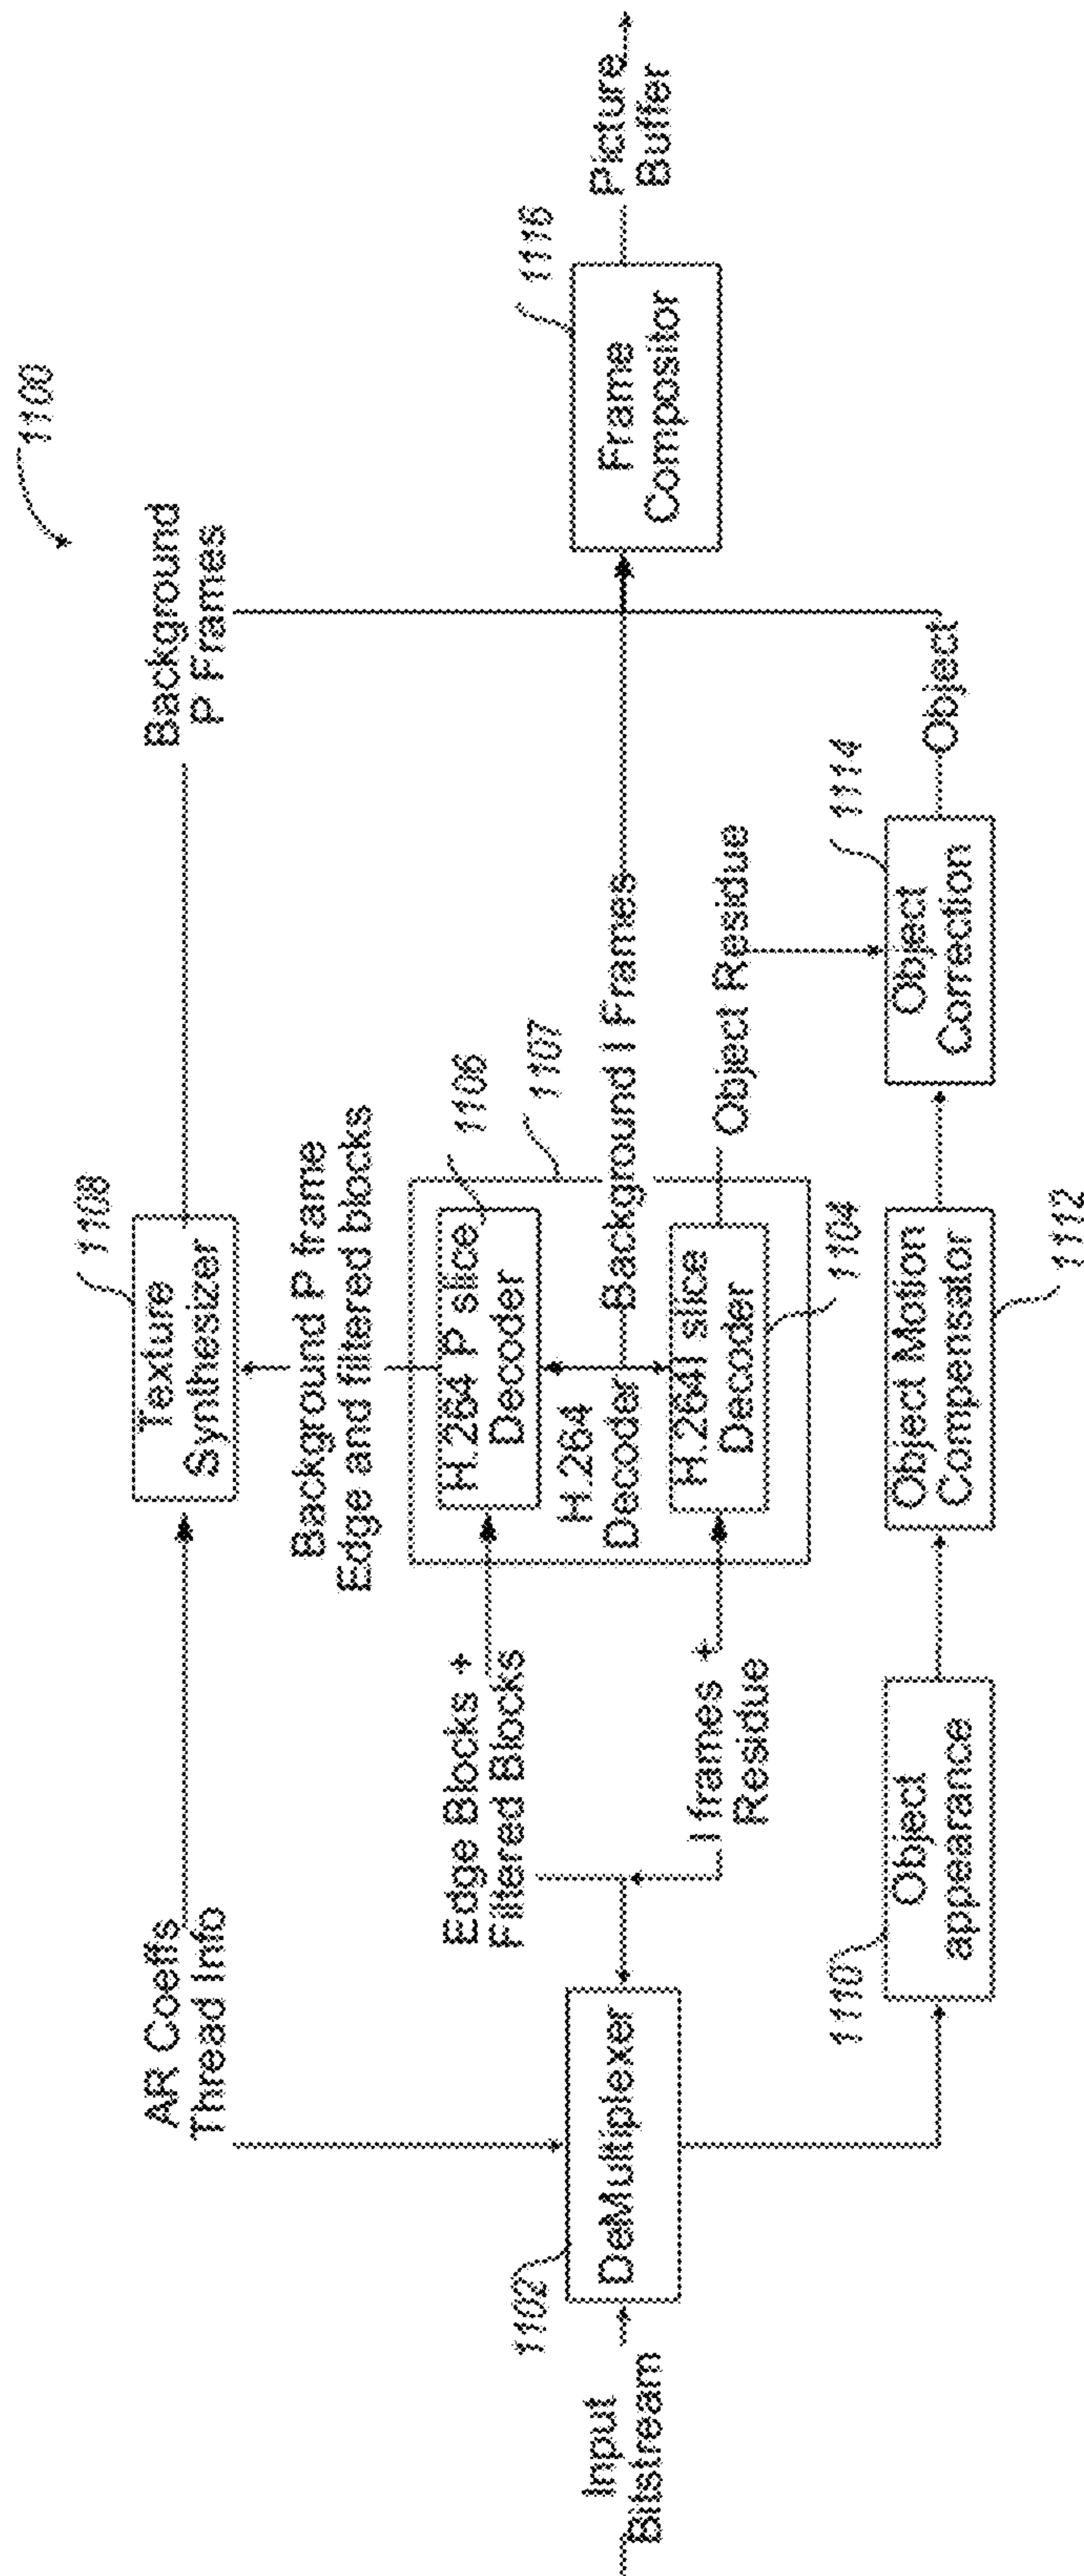 1100
AR Coeffs
Thread Info
1108
Texture
Synthesizer
Background
P Frames
Background P frame
Edge and filtered blocks
Edge Blocks +
Filtered Blocks
1106
H.264 P slice
Decoder
1107
H.264
Decoder
Background I Frames
Input
Bitstream
1102
DeMultiplexer
I frames +
Residue
H.264I slice
Decoder
1104
Object Residue
1116
Frame
Compositor
Picture
Buffer
1110
Object
appearance
Object Motion
Compensator
1112
1114
Object
Correction
Object